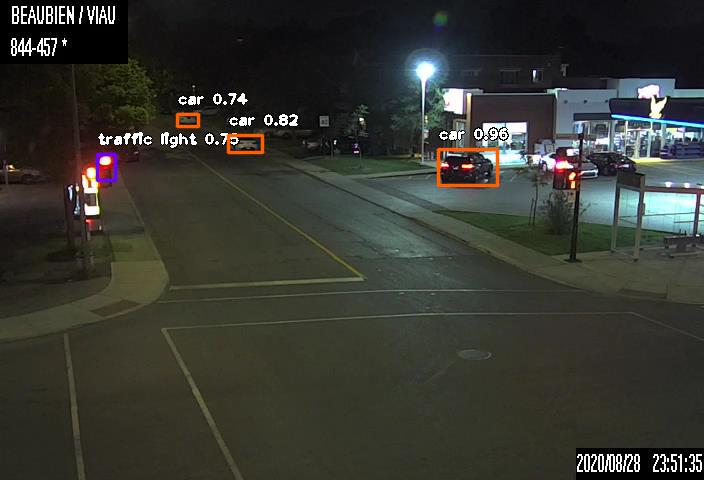 BEAUBIEN / VIAU
844-457 *
car 0.74
car 0.82
traffic light 0.75
car 0.96
2020/08/28 23:51:35